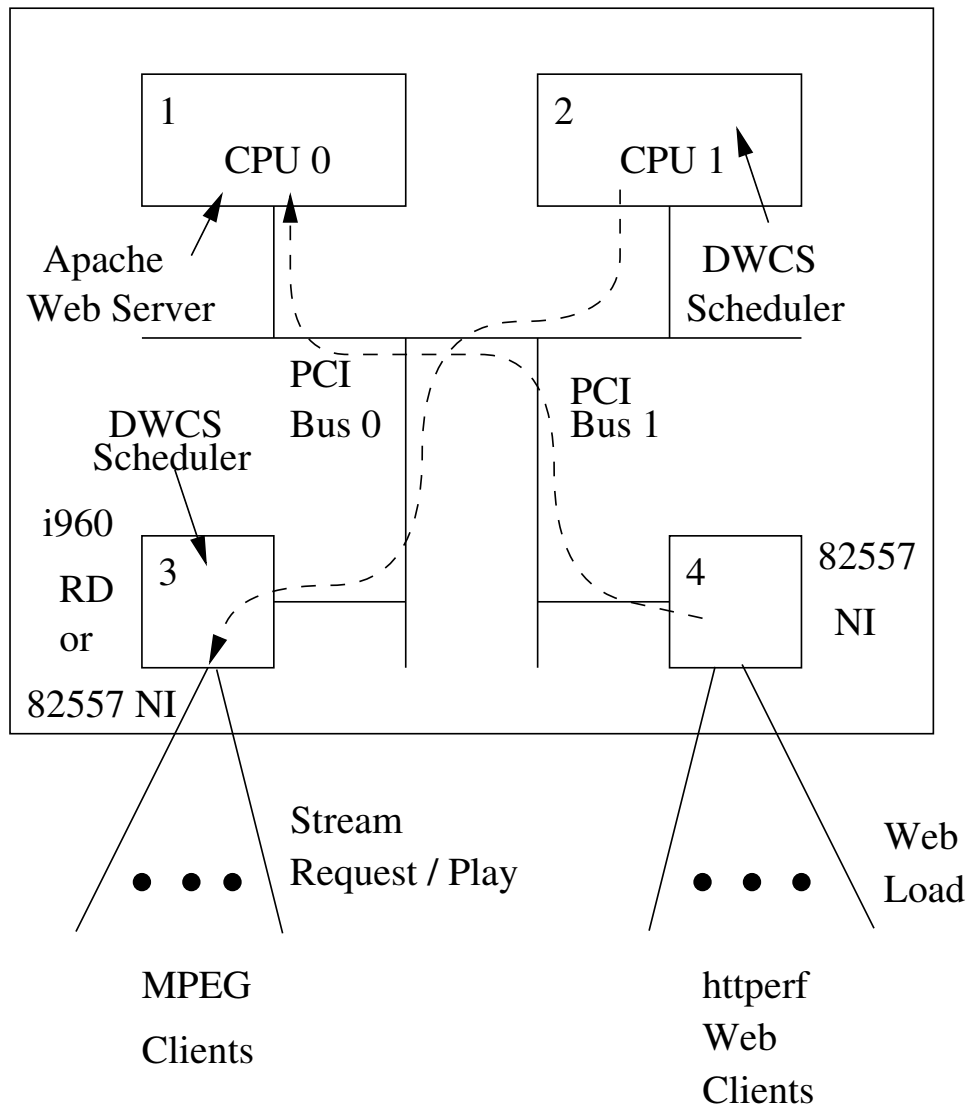 1
CPU 0
2
CPU 1
Apache
Web Server
DWCS
Scheduler
PCI
Bus 0
PCI
Bus 1
DWCS
Scheduler
i960
RD
or
82557 NI
3
4
82557
NI
Stream
Request / Play
Web
Load
MPEG
Clients
httperf
Web
Clients